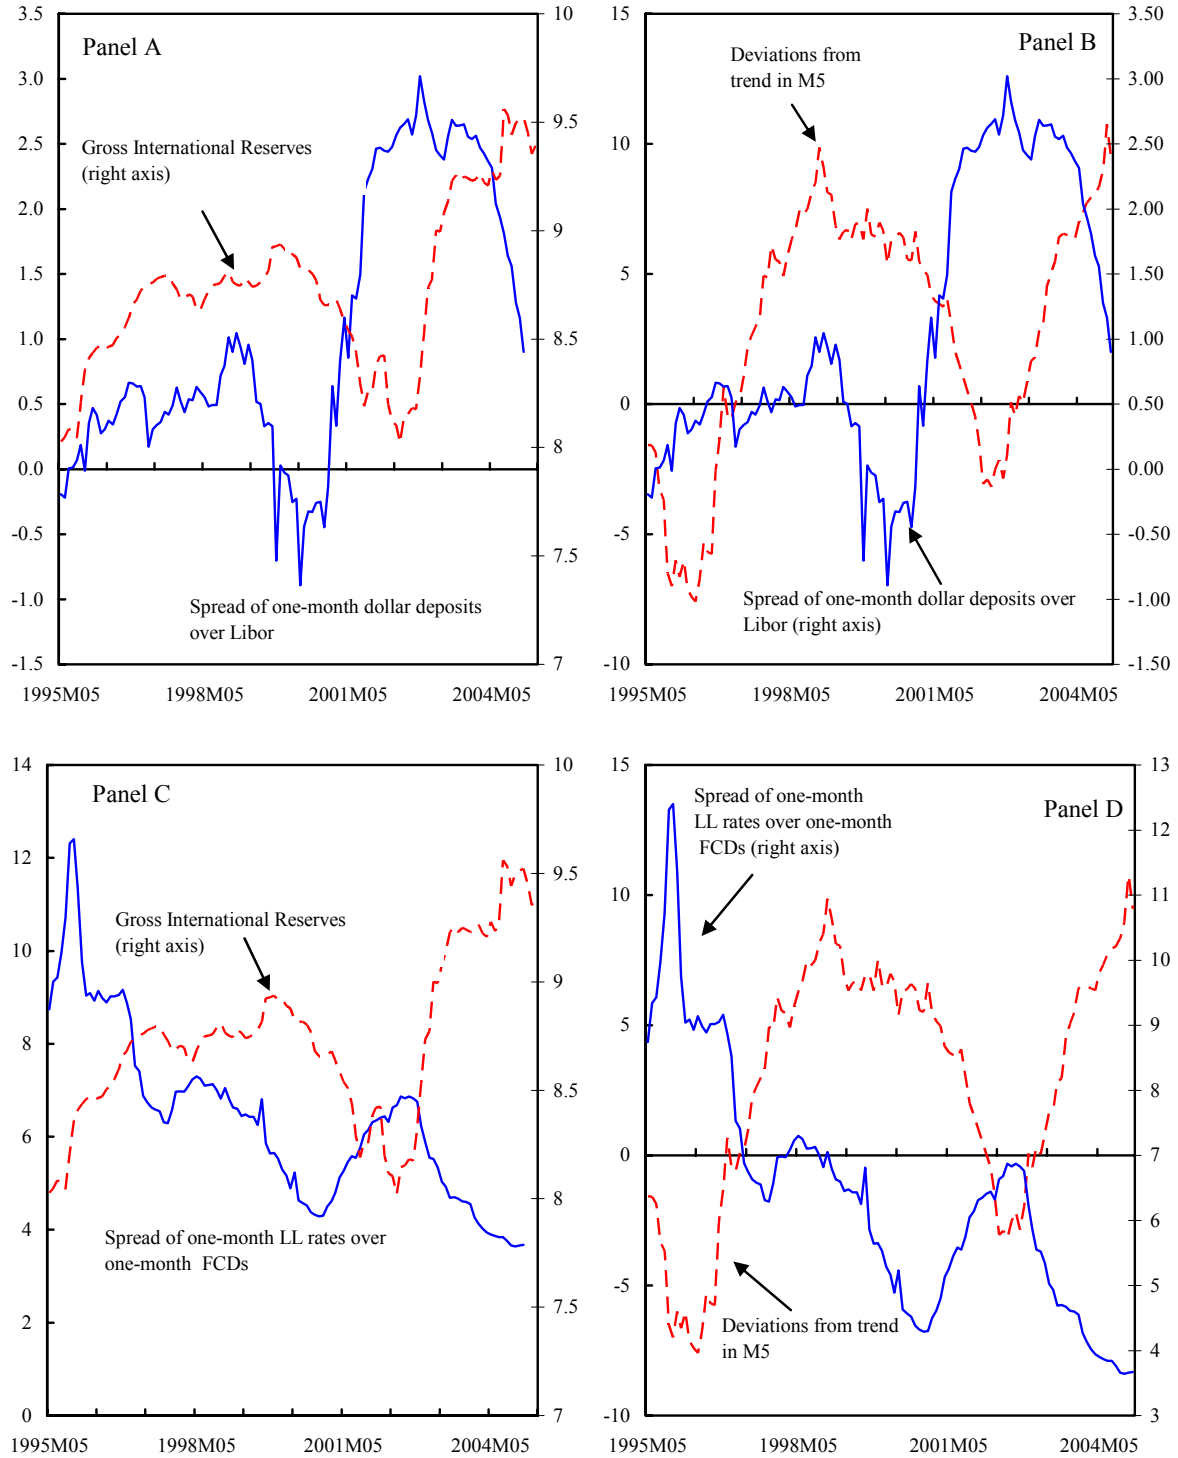 Panel A
3.5
3.0
2.5
2.0
1.5
1.0
0.5
0.0
-0.5
-1.0
-1.5
10
9.5
9
8.5
8
7.5
7
Gross International Reserves
(right axis)
Spread of one-month dollar deposits
over Libor
1995M05
1998M05
2001M05
2004M05
Panel B
15
10
5
0
-5
-10
3.50
3.00
2.50
2.00
1.50
1.00
0.50
0.00
-0.50
-1.00
-1.50
Deviations from
trend in M5
Spread of one-month dollar deposits over
Libor (right axis)
1995M05
1998M05
2001M05
2004M05
Panel C
14
12
10
8
6
4
2
0
10
9.5
9
8.5
8
7.5
7
Gross International Reserves
(right axis)
Spread of one-month LL rates over
one-month FCDs
1995M05
1998M05
2001M05
2004M05
Panel D
15
10
5
0
-5
-10
13
12
11
10
9
8
7
6
5
4
3
Spread of one-month
LL rates over one-month
FCDs (right axis)
Deviations from trend
in M5
1995M05
1998M05
2001M05
2004M05